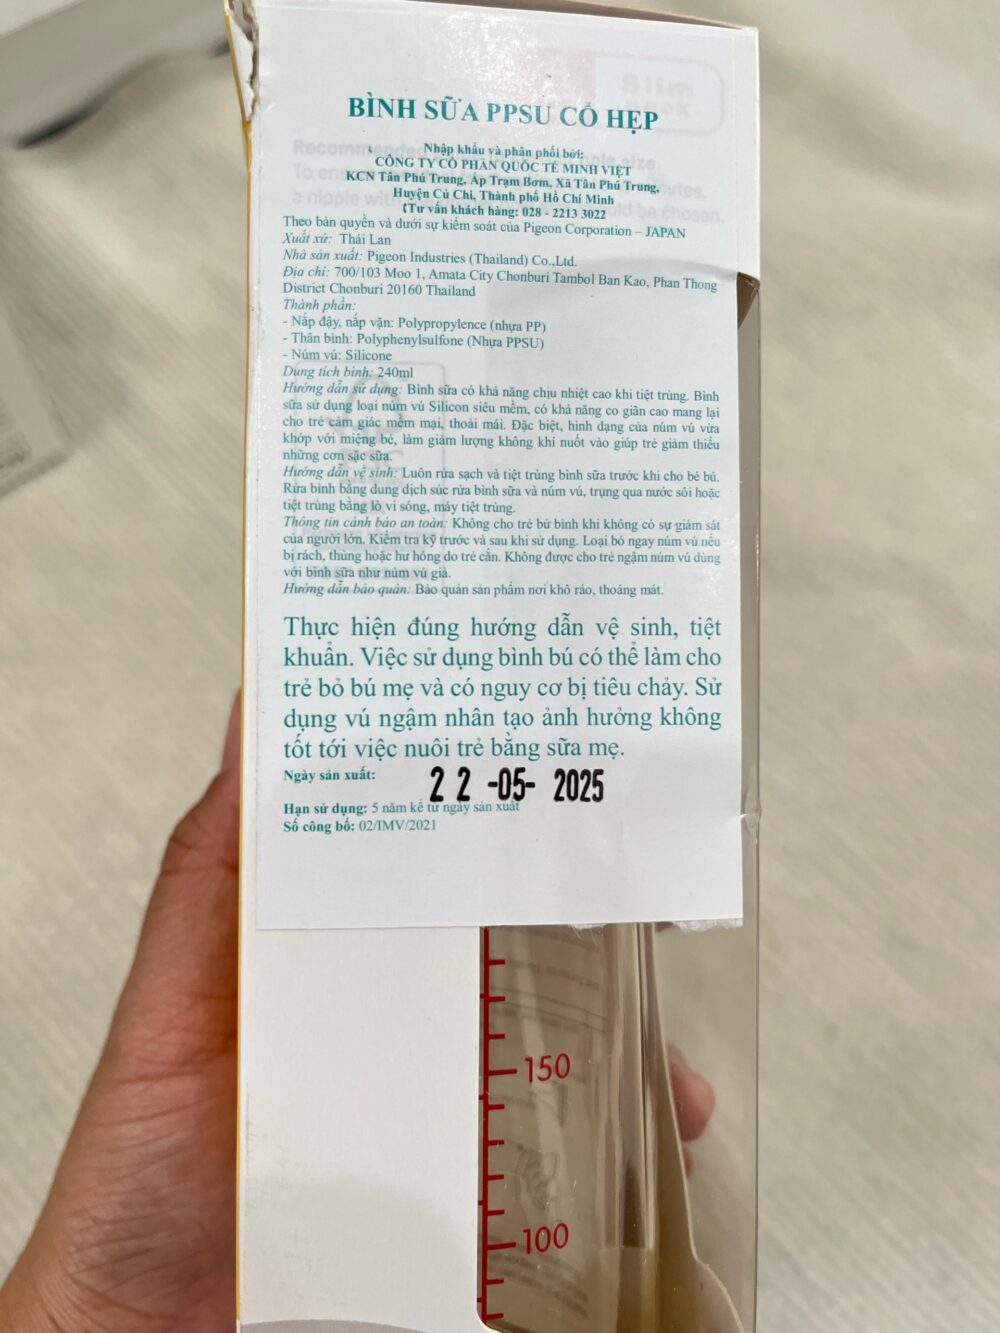 Slim
BÌNH SỮA PPSU CỔ HẸP
Nhập khẩu và phân phối bởi:
CÔNG TY CỔ PHẦN QUỐC TẾ MINH VIỆT
KCN Tân Phú Trung, Ấp Trạm Bơm, Xã Tân Phú Trung,
Huyện Củ Chi, Thành phố Hồ Chí Minh
(Tư vấn khách hàng: 028 - 2213 3022
Theo bản quyền và dưới sự kiểm soát của Pigeon Corporation – JAPAN
Xuất xứ: Thái Lan
Nhà sản xuất: Pigeon Industries (Thailand) Co.,Ltd.
Địa chỉ: 700/103 Moo 1, Amata City Chonburi Tambol Ban Kao, Phan Thong
District Chonburi 20160 Thailand
Thành phần:
- Nắp đậy, nắp vặn: Polypropylence (nhựa PP)
- Thân bình: Polyphenylsulfone (Nhựa PPSU)
- Núm vú: Silicone
Dung tích bình: 240ml
Hướng dẫn sử dụng: Bình sữa có khả năng chịu nhiệt cao khi tiệt trùng. Bình
sữa sử dụng loại núm vú Silicon siêu mềm, có khả năng co giãn cao mang lại
cho trẻ cảm giác mềm mại, thoải mái. Đặc biệt, hình dạng của núm vú vừa
khớp với miệng bé, làm giảm lượng không khí nuốt vào giúp trẻ giảm thiểu
những cơn sặc sữa.
Hướng dẫn vệ sinh: Luôn rửa sạch và tiệt trùng bình sữa trước khi cho bé bú.
Rửa bình bằng dung dịch súc rửa bình sữa và núm vú, trụng qua nước sôi hoặc
tiệt trùng bằng lò vi sóng, máy tiệt trùng.
Thông tin cảnh báo an toàn: Không cho trẻ bú bình khi không có sự giám sát
của người lớn. Kiểm tra kỹ trước và sau khi sử dụng. Loại bỏ ngay núm vú nếu
bị rách, thủng hoặc hư hỏng do trẻ cắn. Không được cho trẻ ngậm núm vú dùng
với bình sữa như núm vú giả.
Hướng dẫn bảo quản: Bảo quản sản phẩm nơi khô ráo, thoáng mát.
Thực hiện đúng hướng dẫn vệ sinh, tiệt
khuẩn. Việc sử dụng bình bú có thể làm cho
trẻ bỏ bú mẹ và có nguy cơ bị tiêu chảy. Sử
dụng vú ngậm nhân tạo ảnh hưởng không
tốt tới việc nuôi trẻ bằng sữa mẹ.
Ngày sản xuất: 22 -05- 2025
Hạn sử dụng: 5 năm kể từ ngày sản xuất
Số công bố: 02/IMV/2021
150
100